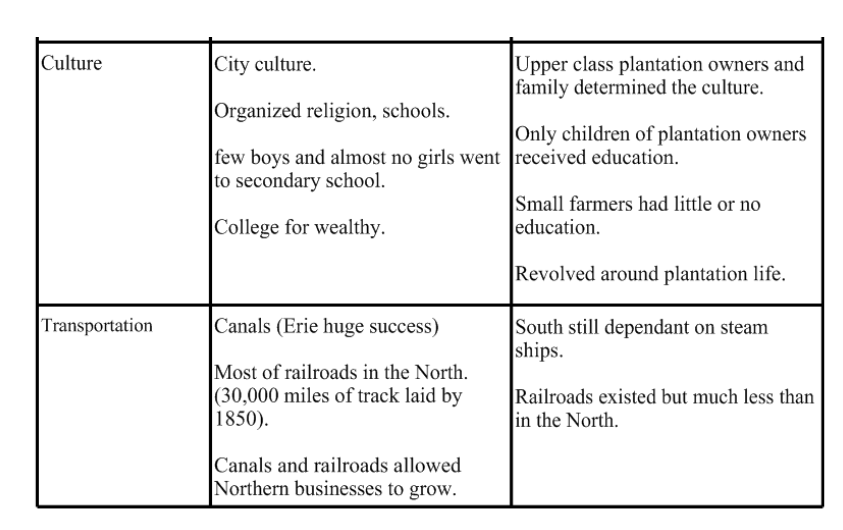 Culture
City culture.
Organized religion, schools.
few boys and almost no girls went
to secondary school.
College for wealthy.
Upper class plantation owners and
family determined the culture.
Only children of plantation owners
received education.
Small farmers had little or no
education.
Revolved around plantation life.
Transportation
Canals (Erie huge success)
Most of railroads in the North.
(30,000 miles of track laid by
1850).
Canals and railroads allowed
Northern businesses to grow.
South still dependant on steam
ships.
Railroads existed but much less than
in the North.